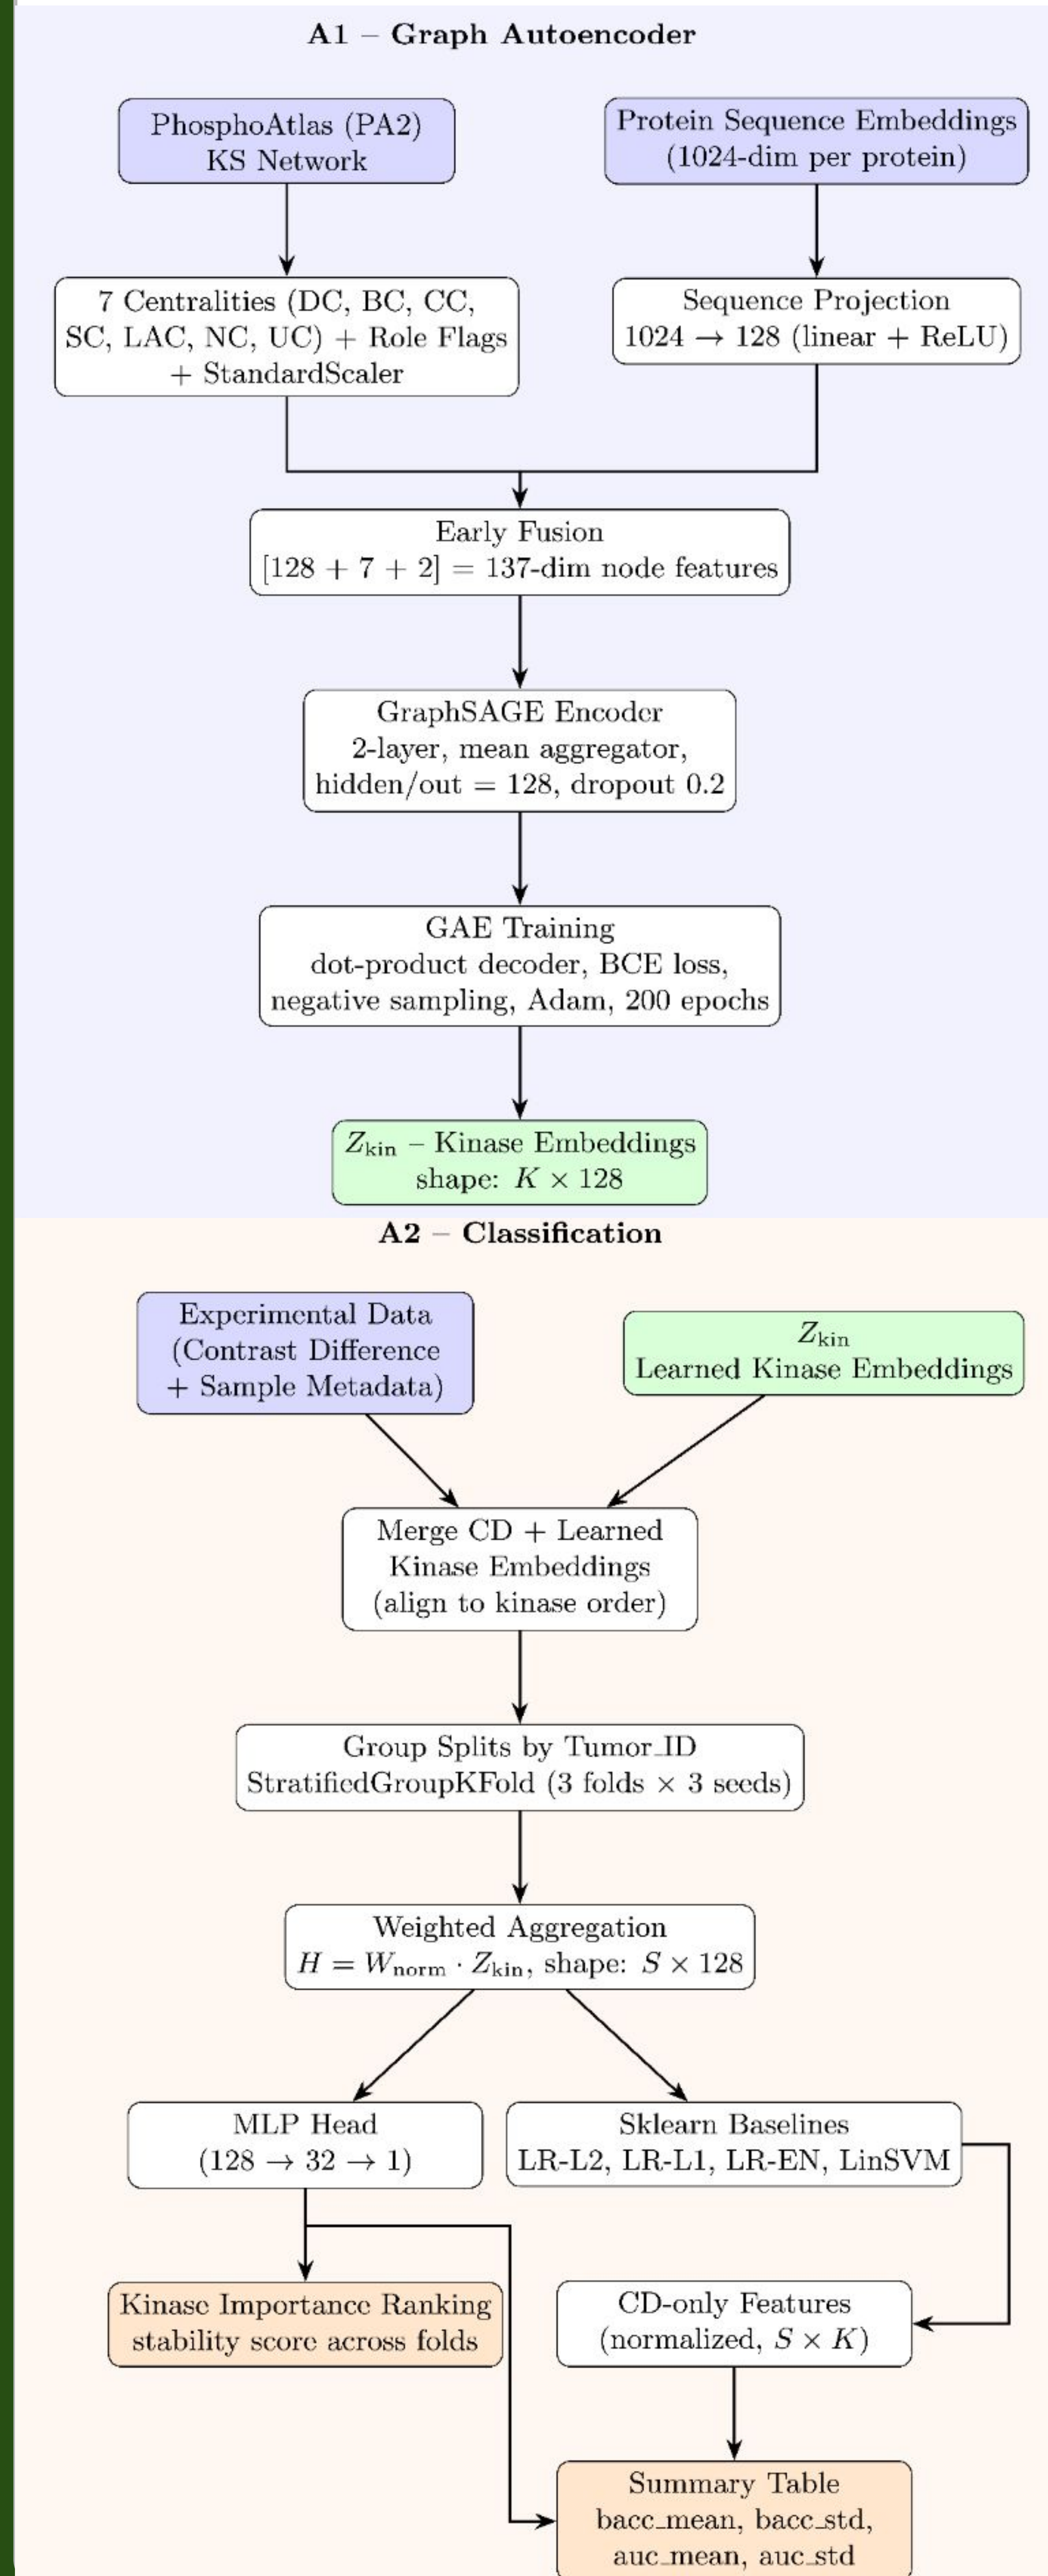 A1 – Graph Autoencoder
PhosphoAtlas (PA2)
KS Network
Protein Sequence Embeddings
(1024-dim per protein)
7 Centralities (DC, BC, CC,
SC, LAC, NC, UC) + Role Flags
+ StandardScaler
Sequence Projection
1024 → 128 (linear + ReLU)
Early Fusion
[128 + 7 + 2] = 137-dim node features
GraphSAGE Encoder
2-layer, mean aggregator,
hidden/out = 128, dropout 0.2
GAE Training
dot-product decoder, BCE loss,
negative sampling, Adam, 200 epochs
Z_kin – Kinase Embeddings
shape: K × 128
A2 – Classification
Experimental Data
(Contrast Difference
+ Sample Metadata)
Z_kin
Learned Kinase Embeddings
Merge CD + Learned
Kinase Embeddings
(align to kinase order)
Group Splits by Tumor_ID
StratifiedGroupKFold (3 folds × 3 seeds)
Weighted Aggregation
H = W_norm · Z_kin, shape: S × 128
MLP Head
(128 → 32 → 1)
Sklearn Baselines
LR-L2, LR-L1, LR-EN, LinSVM
Kinase Importance Ranking
stability score across folds
CD-only Features
(normalized, S × K)
Summary Table
bacc_mean, bacc_std,
auc_mean, auc_std